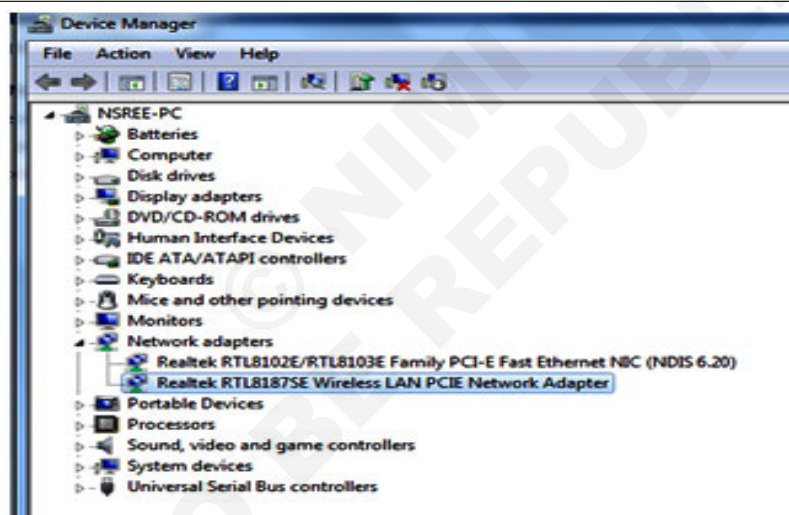 Device Manager
File Action View Help
NSREE-PC
Batteries
Computer
Disk drives
Display adapters
DVD/CD-ROM drives
Human Interface Devices
IDE ATA/ATAPI controllers
Keyboards
Mice and other pointing devices
Monitors
Network adapters
Realtek RTL8102E/RTL8103E Family PCI-E Fast Ethernet NIC (NDIS 6.20)
Realtek RTL8187SE Wireless LAN PCIE Network Adapter
Portable Devices
Processors
Sound, video and game controllers
System devices
Universal Serial Bus controllers
© NIMI
BE REPUBL